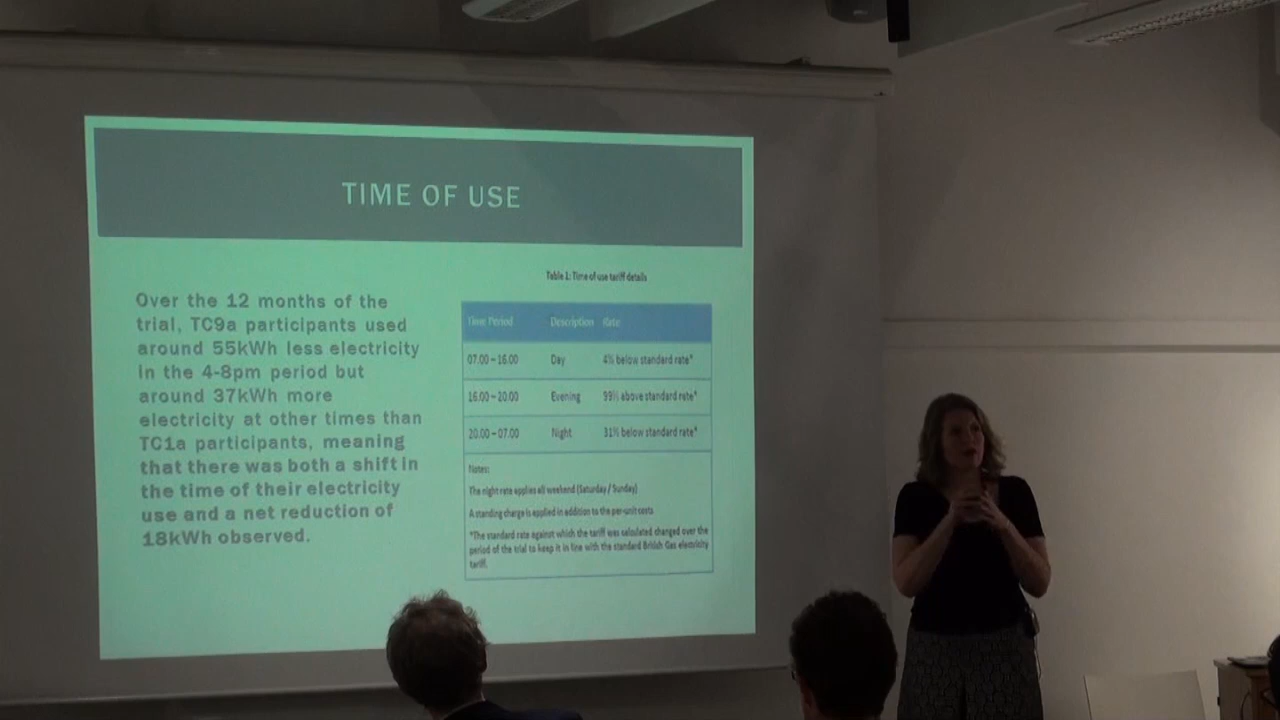 TIME OF USE
Over the 12 months of the
trial, TC9a participants used
around 55kWh less electricity
in the 4-8pm period but
around 37kWh more
electricity at other times than
TC1a participants, meaning
that there was both a shift in
the time of their electricity
use and a net reduction of
18kWh observed.
Table 1: Time of use tariff details
Time Period Description Rate
07.00 – 16.00 Day 4% below standard rate*
16.00 – 20.00 Evening 99% above standard rate*
20.00 – 07.00 Night 31% below standard rate*
Notes:
The night rate applies all weekend (Saturday / Sunday)
A standing charge is applied in addition to the per-unit costs
*The standard rate against which the tariff was calculated changed over the
period of the trial to keep it in line with the standard British Gas electricity
tariff.